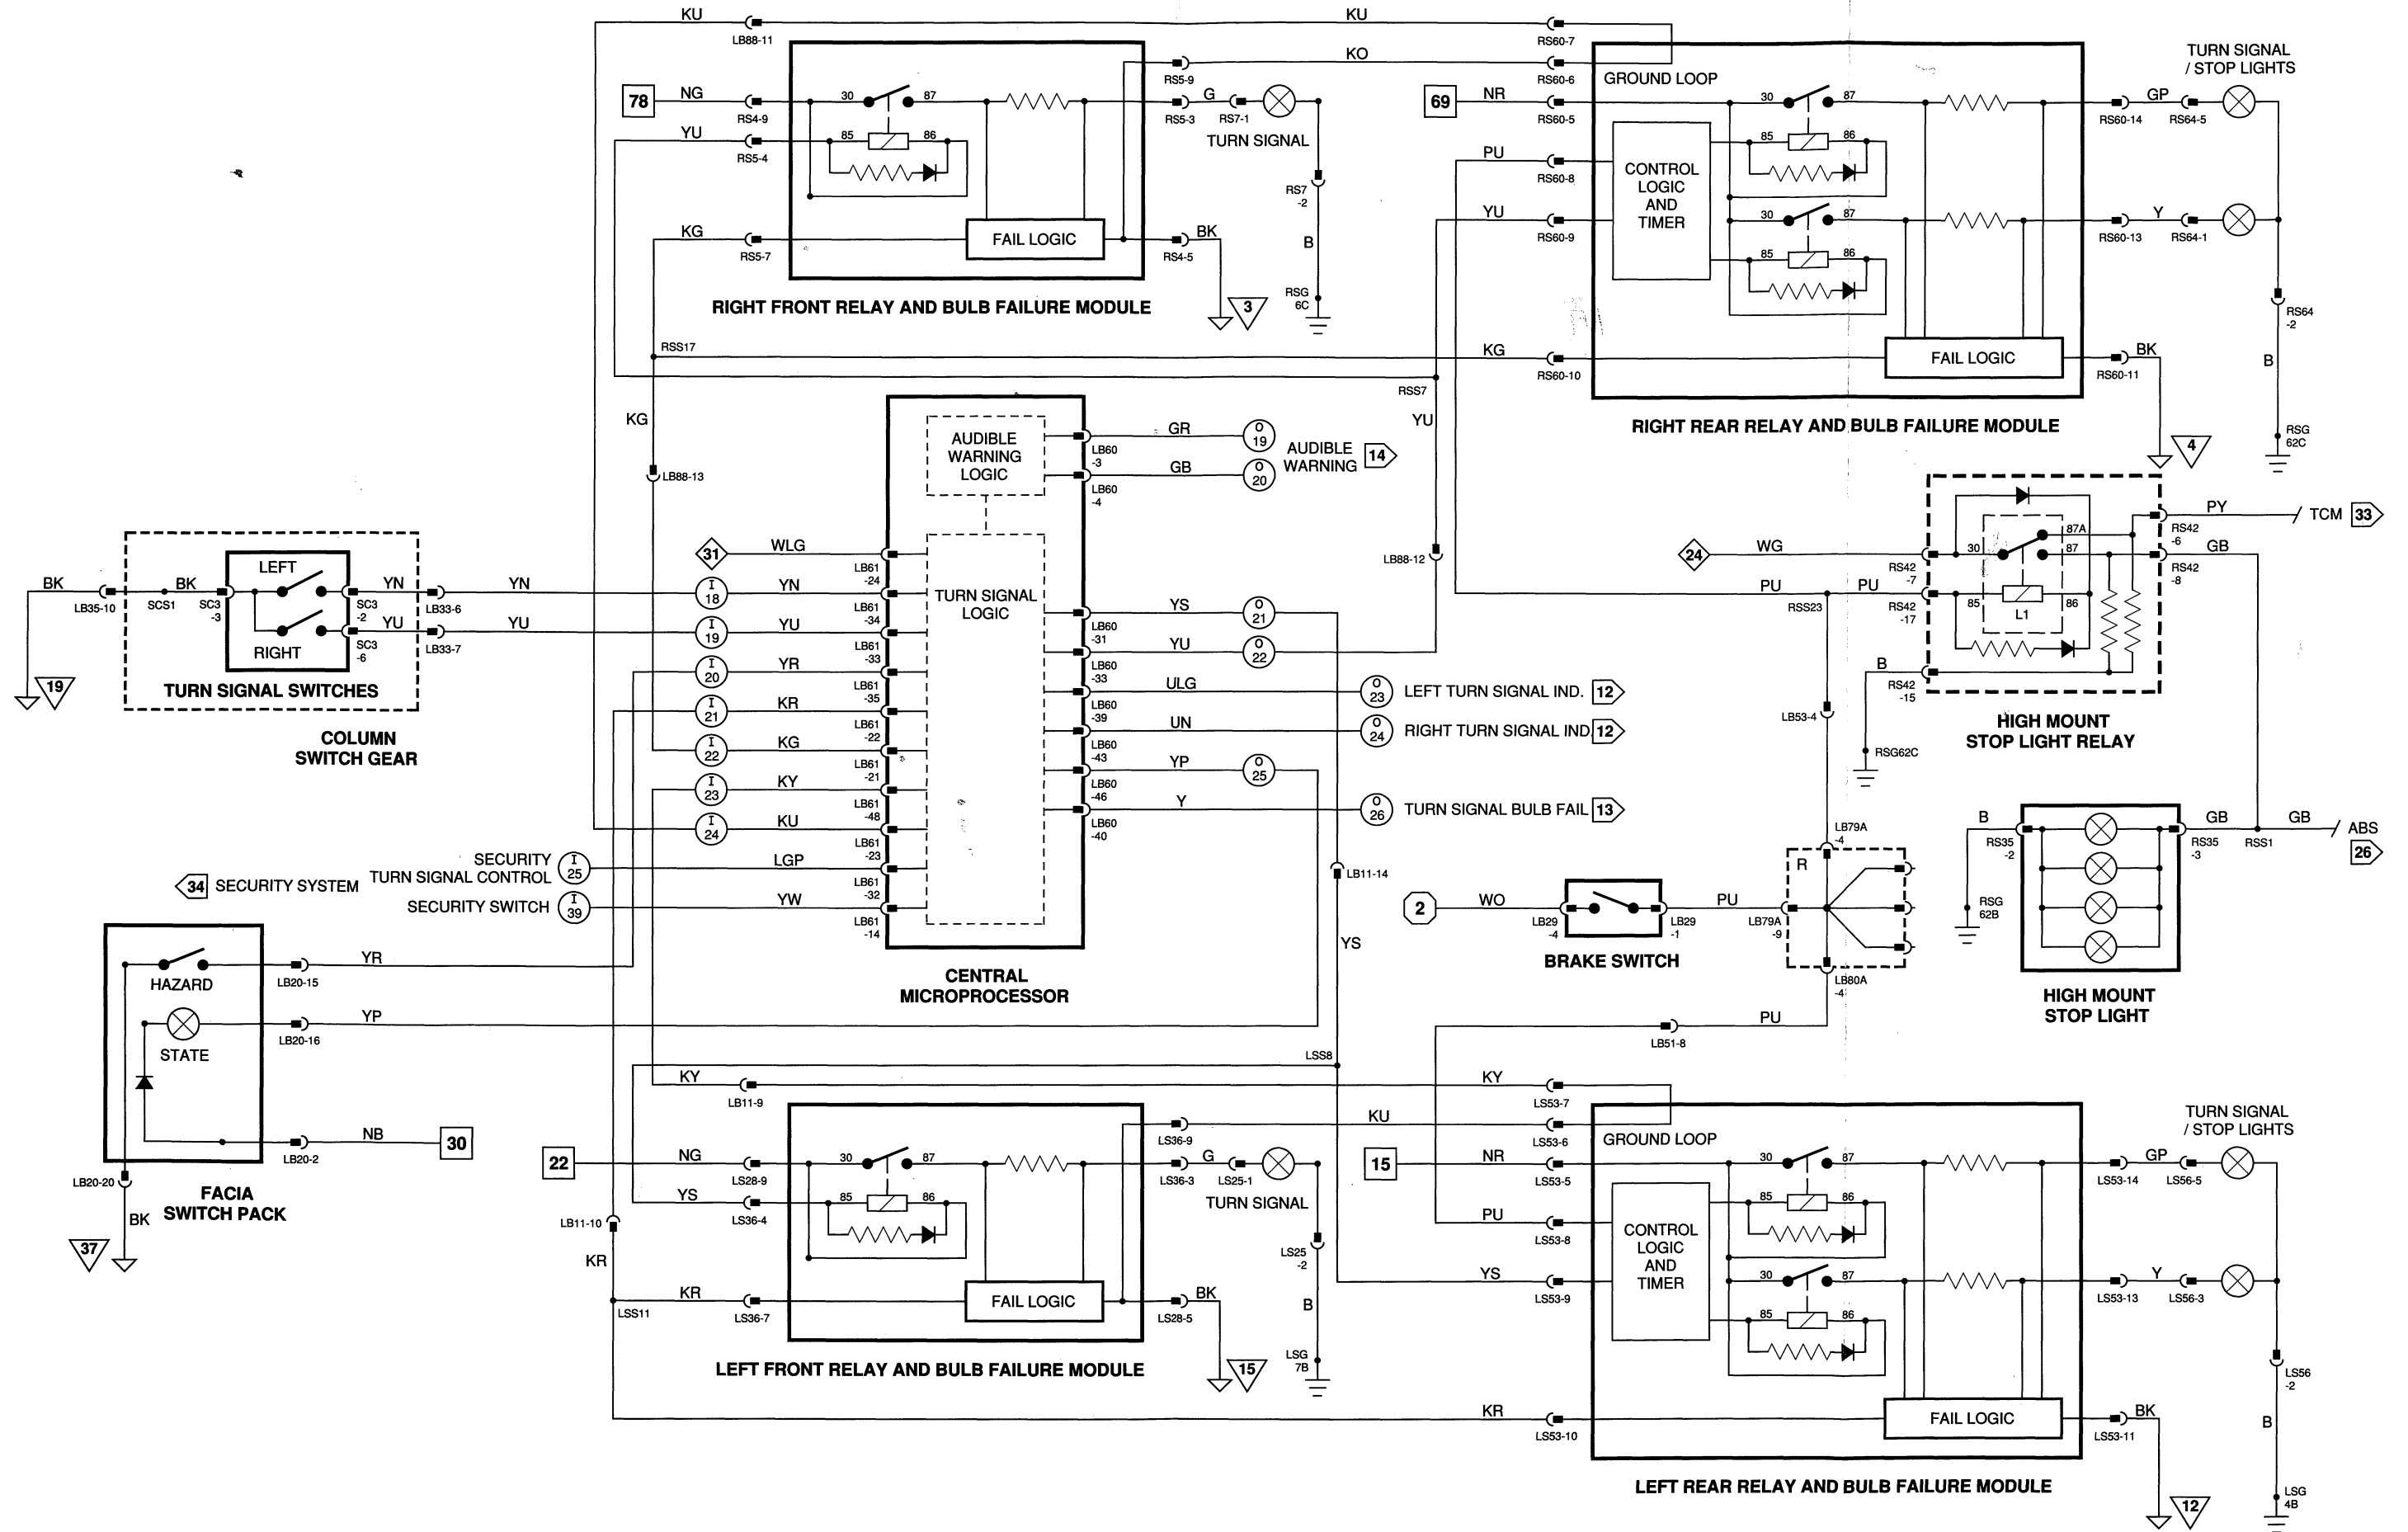 KU
LB88-11
KU
RS60-7
78
NG
RS4-9
YU
RS5-4
KG
RS5-7
30
87
85
86
FAIL LOGIC
RS5-9
KO
RS60-6
RS5-3
G
RS7-1
TURN SIGNAL
RS7
-2
B
RSG
6C
RS4-5
BK
3
RIGHT FRONT RELAY AND BULB FAILURE MODULE
69
NR
RS60-5
PU
RS60-8
YU
RS60-9
KG
RS60-10
GROUND LOOP
CONTROL
LOGIC
AND
TIMER
30
87
85
86
30
87
85
86
FAIL LOGIC
TURN SIGNAL
/ STOP LIGHTS
RS60-14
GP
RS64-5
RS60-13
Y
RS64-1
RS64
-2
B
RSG
62C
RS60-11
BK
4
RIGHT REAR RELAY AND BULB FAILURE MODULE
RSS17
RSS7
KG
YU
LB88-13
LB88-12
AUDIBLE
WARNING
LOGIC
LB60
-3
GR
O
19
LB60
-4
GB
O
20
AUDIBLE
WARNING
14
TURN SIGNAL
LOGIC
31
WLG
LB61
-24
I
18
YN
LB61
-34
I
19
YU
LB61
-33
I
20
YR
LB61
-35
I
21
KR
LB61
-22
I
22
KG
LB61
-21
I
23
KY
LB61
-48
I
24
KU
LB61
-23
SECURITY
TURN SIGNAL CONTROL
I
25
LGP
LB61
-32
34
SECURITY SYSTEM
SECURITY SWITCH
I
39
YW
LB61
-14
LB60
-31
YS
O
21
LB60
-33
YU
O
22
LB60
-39
ULG
O
23
LEFT TURN SIGNAL IND.
12
LB60
-43
UN
O
24
RIGHT TURN SIGNAL IND.
12
LB60
-46
YP
O
25
LB60
-40
Y
O
26
TURN SIGNAL BULB FAIL
13
CENTRAL
MICROPROCESSOR
BK
LB35-10
BK
SCS1
SC3
-3
LEFT
RIGHT
SC3
-2
YN
LB33-6
YN
SC3
-6
YU
LB33-7
YU
19
TURN SIGNAL SWITCHES
COLUMN
SWITCH GEAR
24
WG
RS42
-7
PU
RSS23
PU
RS42
-17
B
RS42
-15
RSG62C
30
87A
87
85
86
L1
RS42
-6
PY
TCM
33
RS42
-8
GB
HIGH MOUNT
STOP LIGHT RELAY
LB53-4
LB79A
-4
R
2
WO
LB29
-4
LB29
-1
PU
LB79A
-9
BRAKE SWITCH
LB80A
-4
LB51-8
PU
B
RS35
-2
RSG
62B
RS35
-3
GB
RSS1
GB
ABS
26
HIGH MOUNT
STOP LIGHT
LB11-14
YS
HAZARD
STATE
LB20-15
YR
LB20-16
YP
LB20-2
NB
30
LB20-20
BK
37
FACIA
SWITCH PACK
LSS8
KY
LB11-9
KY
LS53-7
22
NG
LS28-9
YS
LS36-4
LB11-10
KR
KR
LSS11
LS36-7
30
87
85
86
FAIL LOGIC
LS36-9
KU
LS53-6
LS36-3
G
LS25-1
TURN SIGNAL
LS25
-2
B
LSG
7B
LS28-5
BK
15
LEFT FRONT RELAY AND BULB FAILURE MODULE
15
NR
LS53-5
PU
LS53-8
YS
LS53-9
KR
LS53-10
GROUND LOOP
CONTROL
LOGIC
AND
TIMER
30
87
85
86
30
87
85
86
FAIL LOGIC
TURN SIGNAL
/ STOP LIGHTS
LS53-14
GP
LS56-5
LS53-13
Y
LS56-3
LS56
-2
B
LSG
4B
LS53-11
BK
12
LEFT REAR RELAY AND BULB FAILURE MODULE